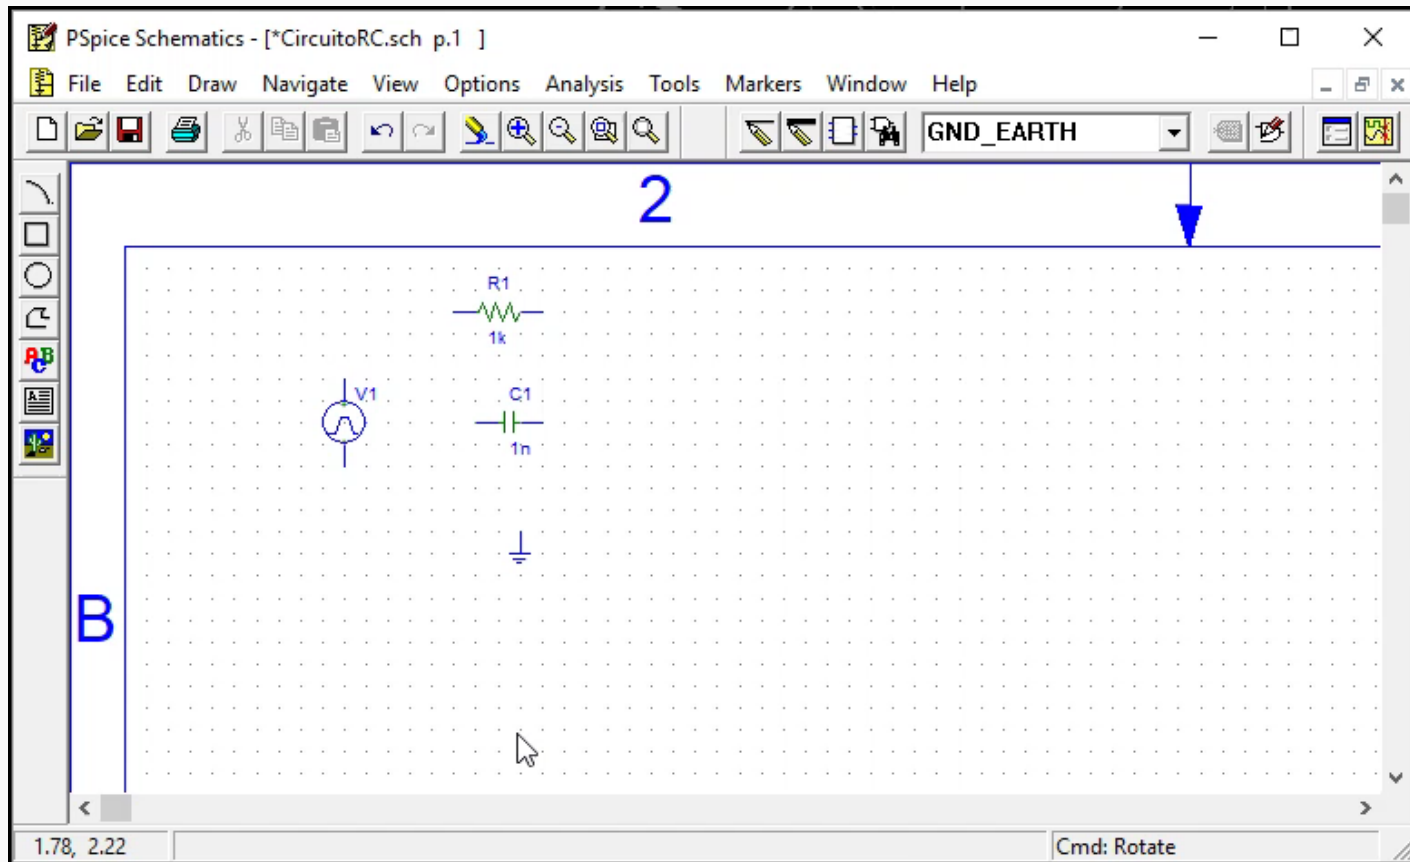 PSpice Schematics - [*CircuitoRC.sch p.1 ]
File Edit Draw Navigate View Options Analysis Tools Markers Window Help
GND_EARTH
2
R1
1k
V1
C1
1n
ABC
A
B
1.78, 2.22
Cmd: Rotate